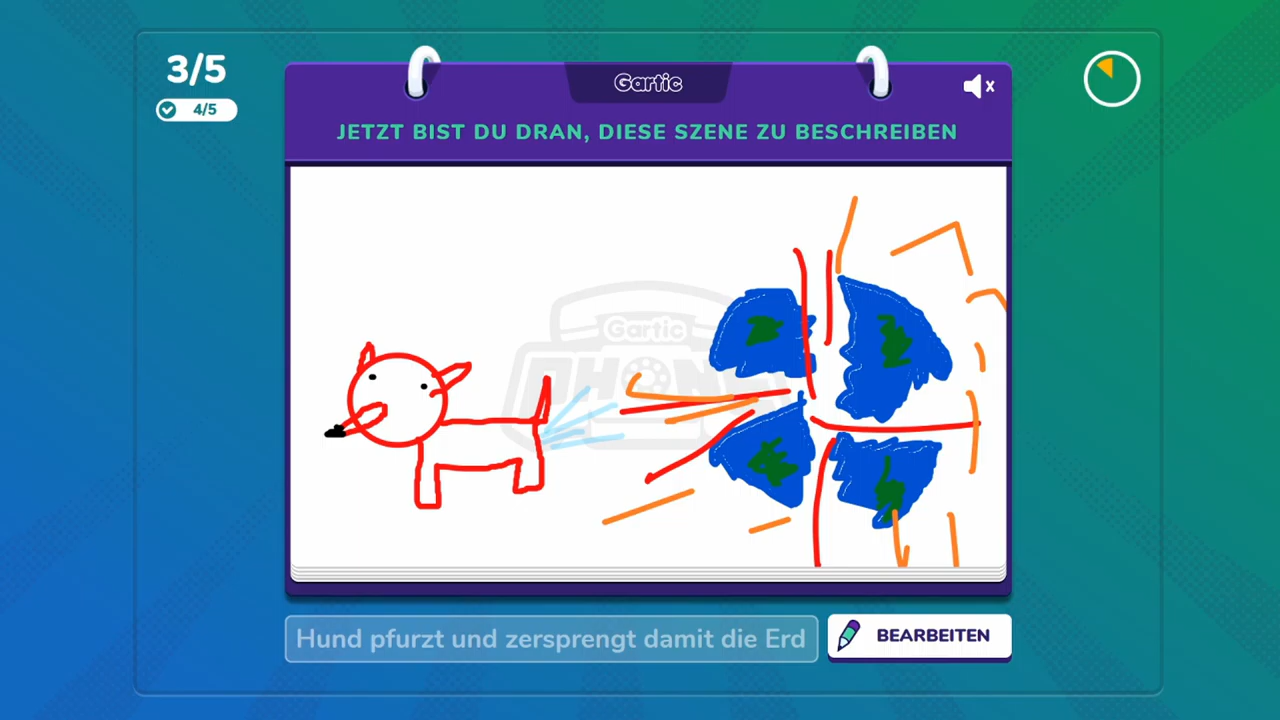 3/5
4/5
Gartic
JETZT BIST DU DRAN, DIESE SZENE ZU BESCHREIBEN
Gartic
PHONE
Hund pfurzt und zersprengt damit die Erd
BEARBEITEN